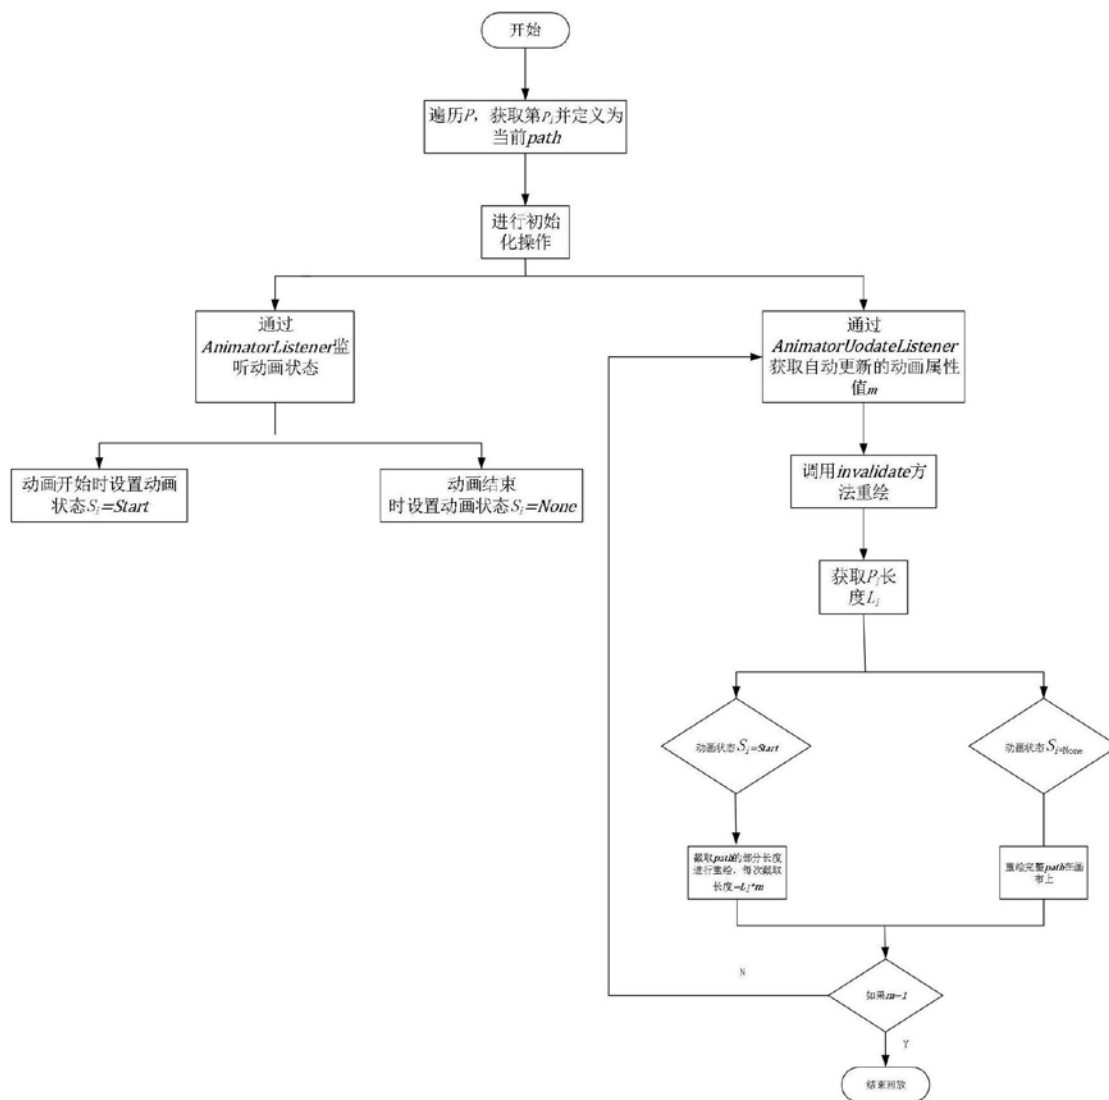 开始
遍历P，获取第Pi并定义为
当前path
进行初始
化操作
通过
AnimatorListener监
听动画状态
通过
AnimatorUodateListener
获取自动更新的动画属性
值m
动画开始时设置动画
状态Si=Start
动画结束
时设置动画状态Si=None
调用invalidate方
法重绘
获取Pi长
度Li
动画状态Si=Start
动画状态Si=None
截取path的部分长度
进行重绘，每次截取
长度=Li*m
重绘完整path在画
布上
N
如果m=1
Y
结束回放